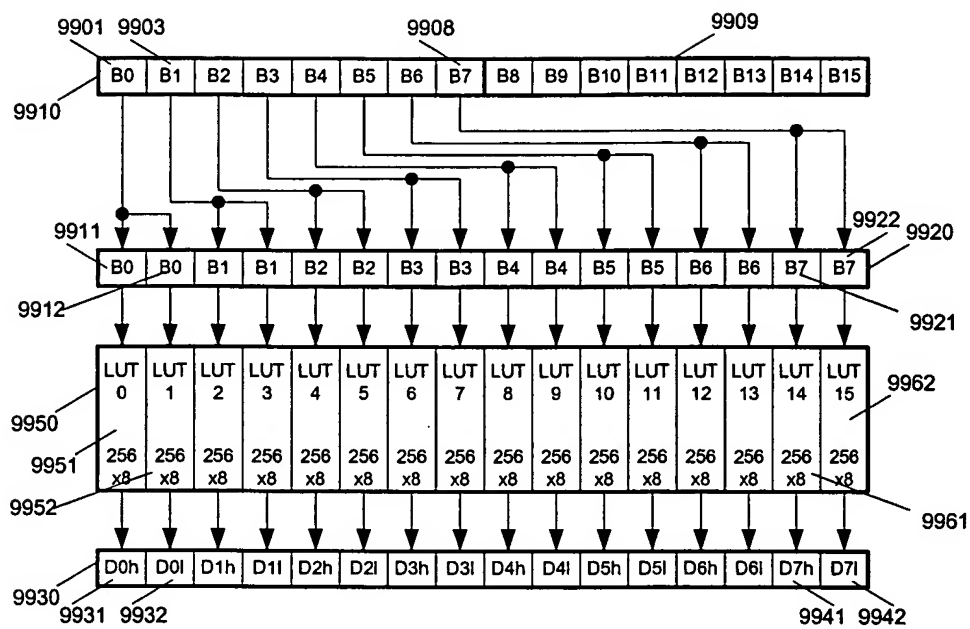 9901 9903 9908 9909
B0 B1 B2 B3 B4 B5 B6 B7 B8 B9 B10 B11 B12 B13 B14 B15
9910
9911 9922 9920
B0 B0 B1 B1 B2 B2 B3 B3 B4 B4 B5 B5 B6 B6 B7 B7
9912 9921
LUT LUT LUT LUT LUT LUT LUT LUT LUT LUT LUT LUT LUT LUT LUT LUT
0 1 2 3 4 5 6 7 8 9 10 11 12 13 14 15
9950 9962
9951 256 256 256 256 256 256 256 256 256 256 256 256 256 256 256 256
x8 x8 x8 x8 x8 x8 x8 x8 x8 x8 x8 x8 x8 x8 x8 x8
9952 9961
D0h D0l D1h D1l D2h D2l D3h D3l D4h D4l D5h D5l D6h D6l D7h D7l
9930
9931 9932 9941 9942